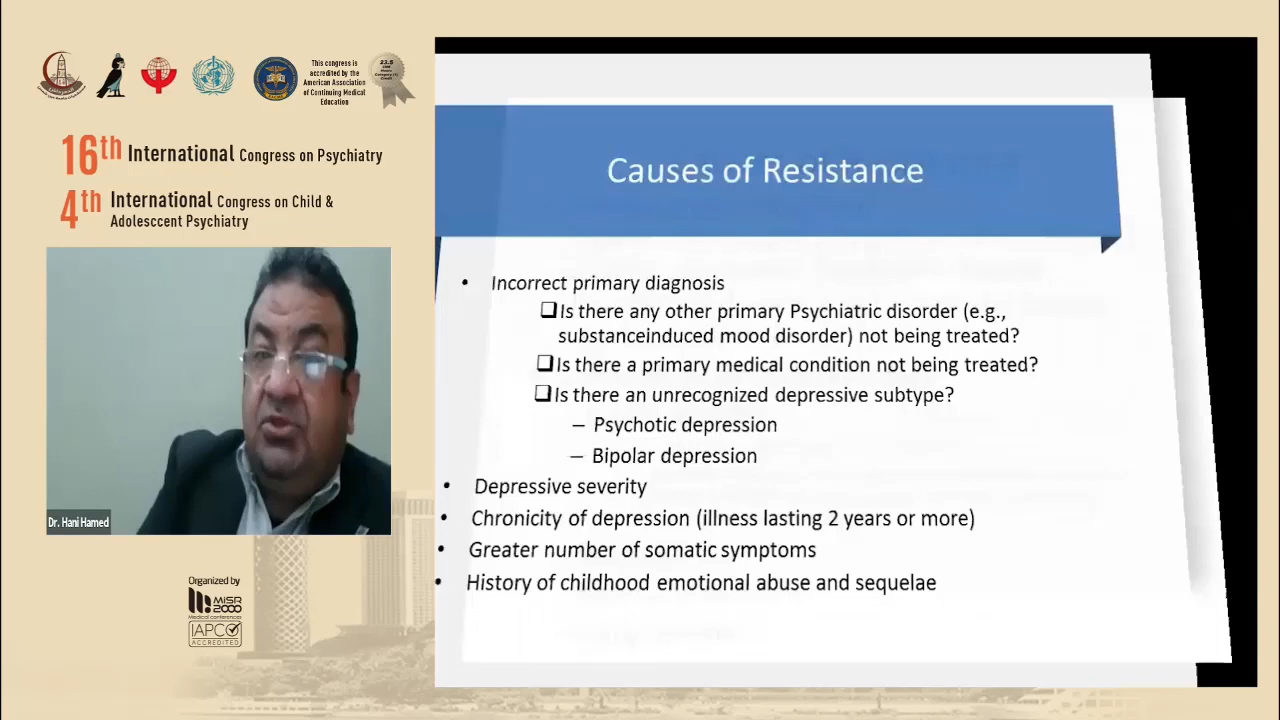 This congress is
accredited by the
American Association
of Continuing Medical
Education
23.5
16th International Congress on Psychiatry
4th International Congress on Child &
Adolesccent Psychiatry
Dr. Hani Hamed
Organized by
MiSR
2000
Medical conferences
IAPCO
ACCREDITED
Causes of Resistance
• Incorrect primary diagnosis
❑Is there any other primary Psychiatric disorder (e.g.,
substanceinduced mood disorder) not being treated?
❑Is there a primary medical condition not being treated?
❑Is there an unrecognized depressive subtype?
– Psychotic depression
– Bipolar depression
• Depressive severity
• Chronicity of depression (illness lasting 2 years or more)
• Greater number of somatic symptoms
• History of childhood emotional abuse and sequelae